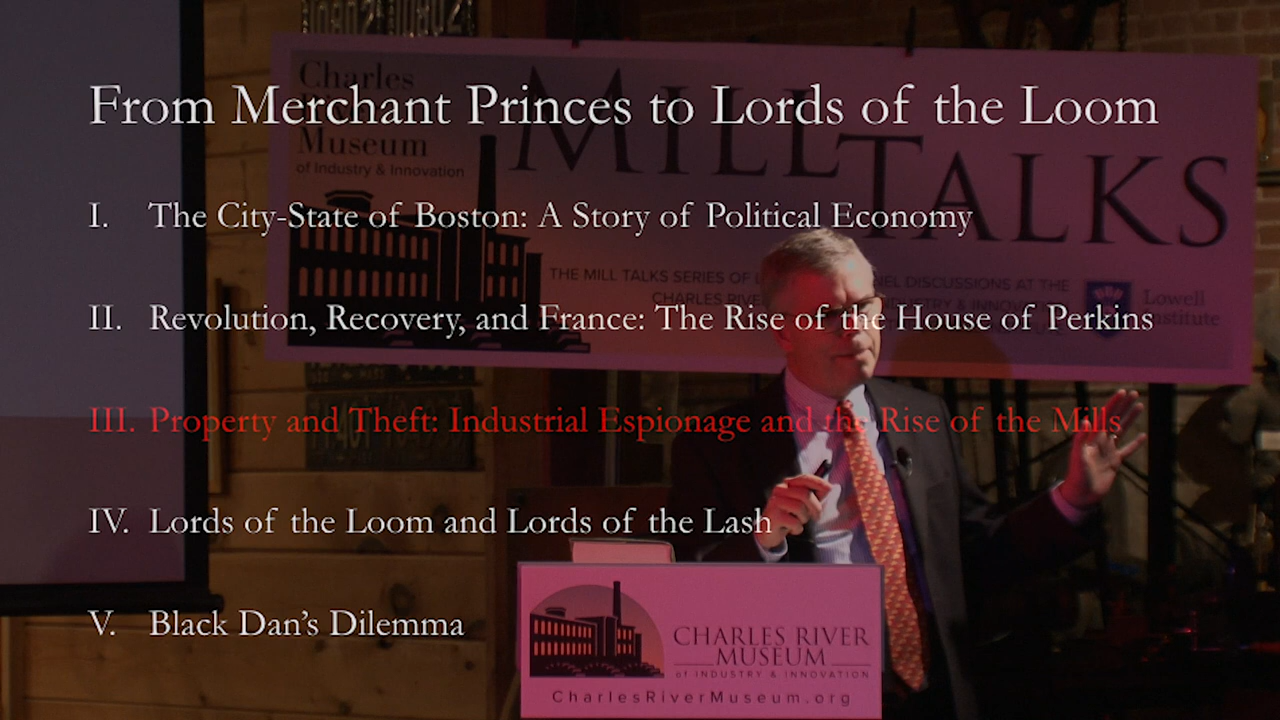 From Merchant Princes to Lords of the Loom
I. The City-State of Boston: A Story of Political Economy
II. Revolution, Recovery, and France: The Rise of the House of Perkins
III. Property and Theft: Industrial Espionage and the Rise of the Mills
IV. Lords of the Loom and Lords of the Lash
V. Black Dan's Dilemma
Charles
Museum
of Industry & Innovation
MILL
TALKS
THE MILL TALKS SERIES OF
DISCUSSIONS AT THE
CHARLES
Lowell
Institute
CHARLES RIVER
MUSEUM
of INDUSTRY & INNOVATION
CharlesRiverMuseum.org